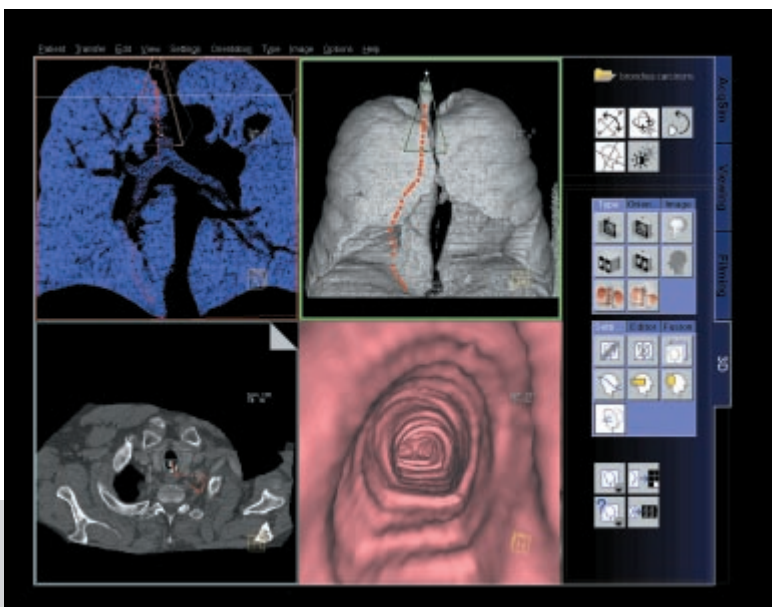 Patient Transfer Edit View Settings Orientation Type Image Options Help
bronchus carcinoma
AcqSim
Viewing
Filming
3D
Type Orient.. Image
Editor Fusion
H
H
H